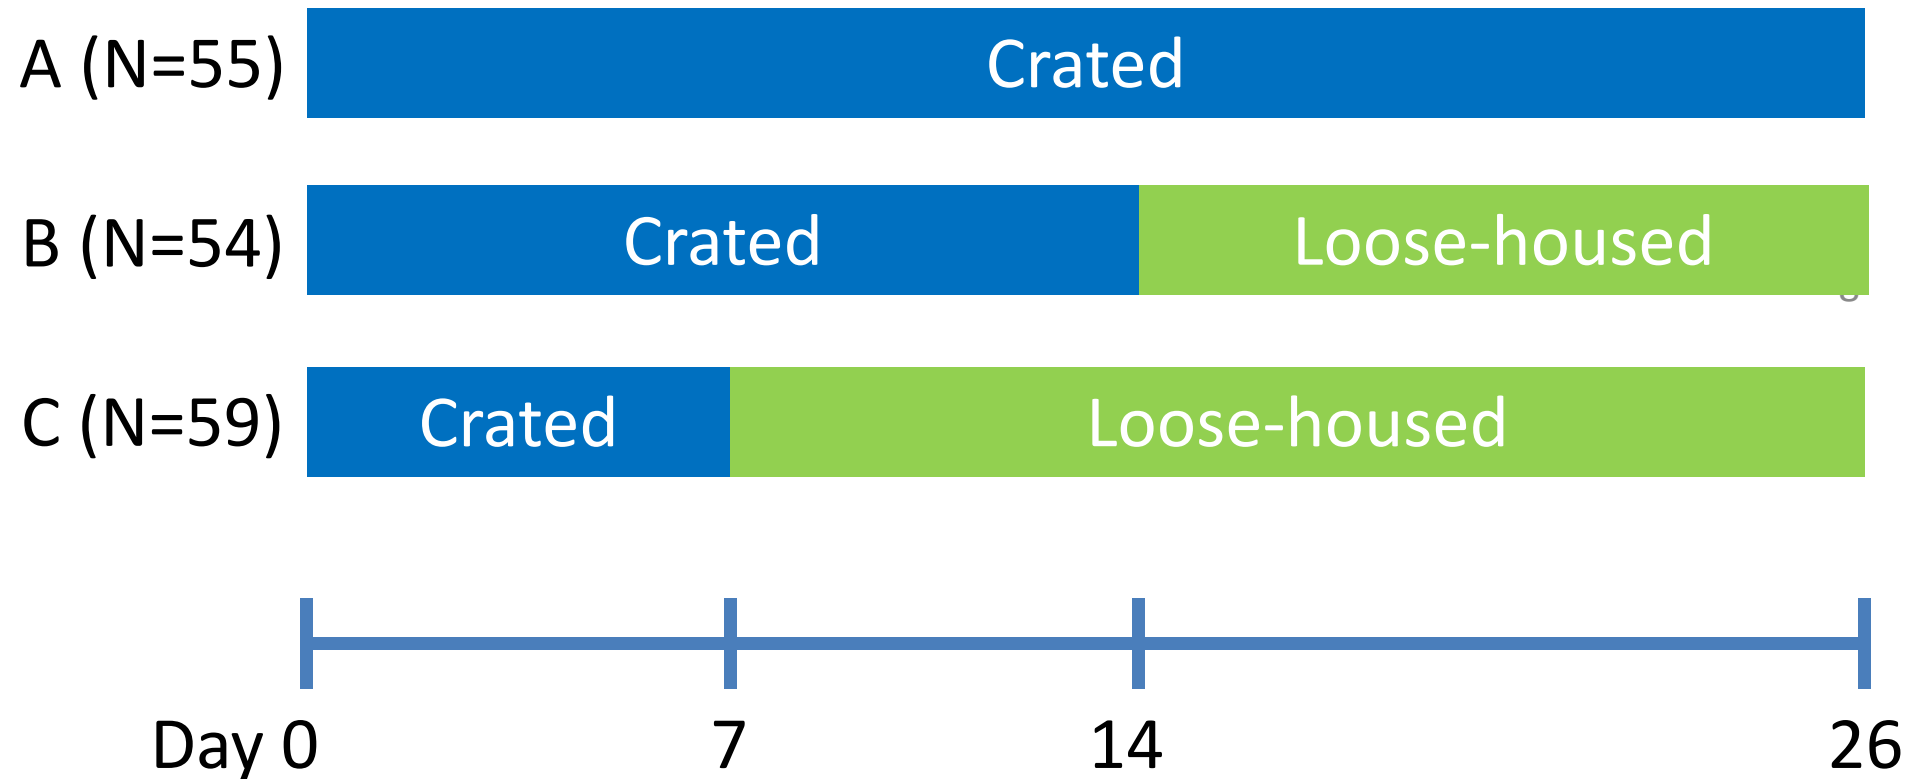 A (N=55) Crated
B (N=54) Crated Loose-housed
C (N=59) Crated Loose-housed
Day 0 7 14 26